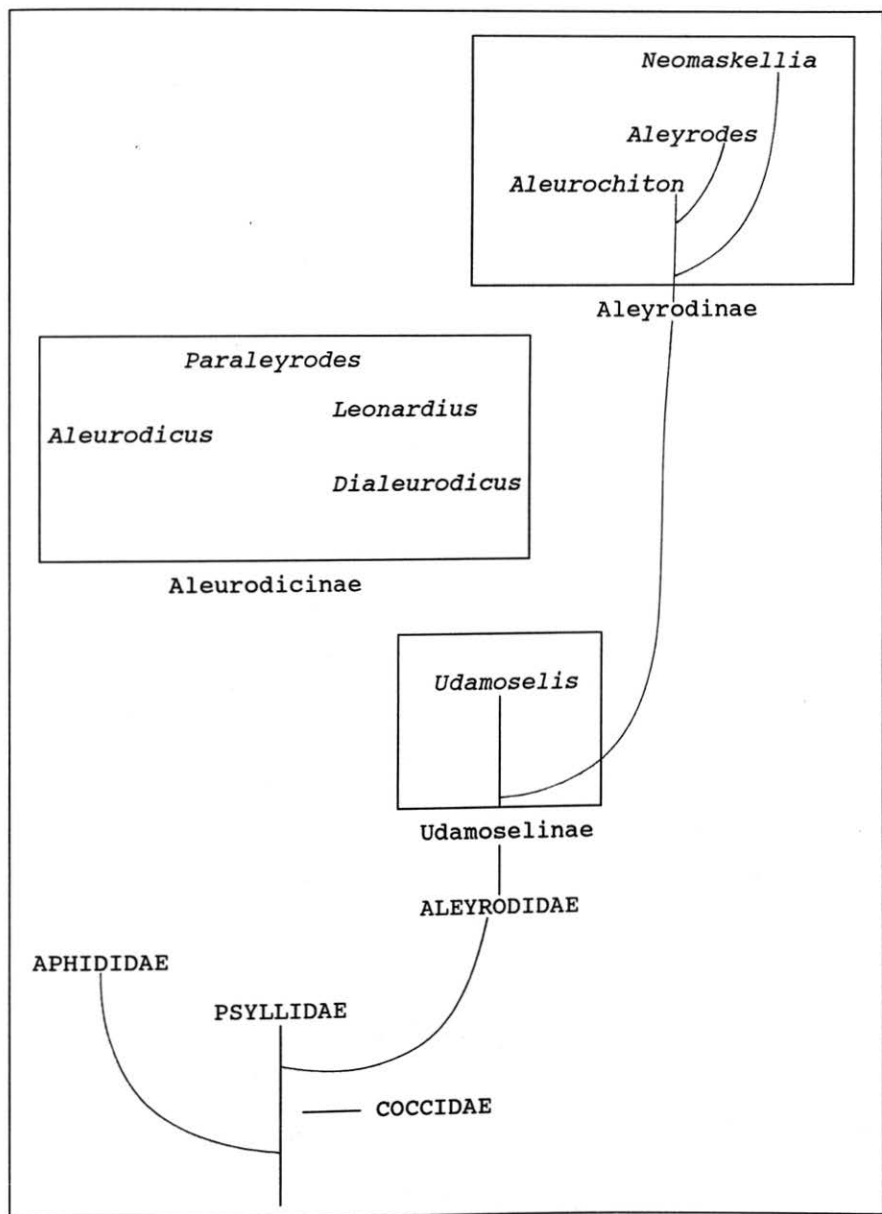 Neomaskellia
Aleyrodes
Aleurochiton
Aleyrodinae
Paraleyrodes
Leonardius
Aleurodicus
Dialeurodicus
Aleurodicinae
Udamoselis
Udamoselinae
ALEYRODIDAE
APHIDIDAE
PSYLLIDAE
COCCIDAE